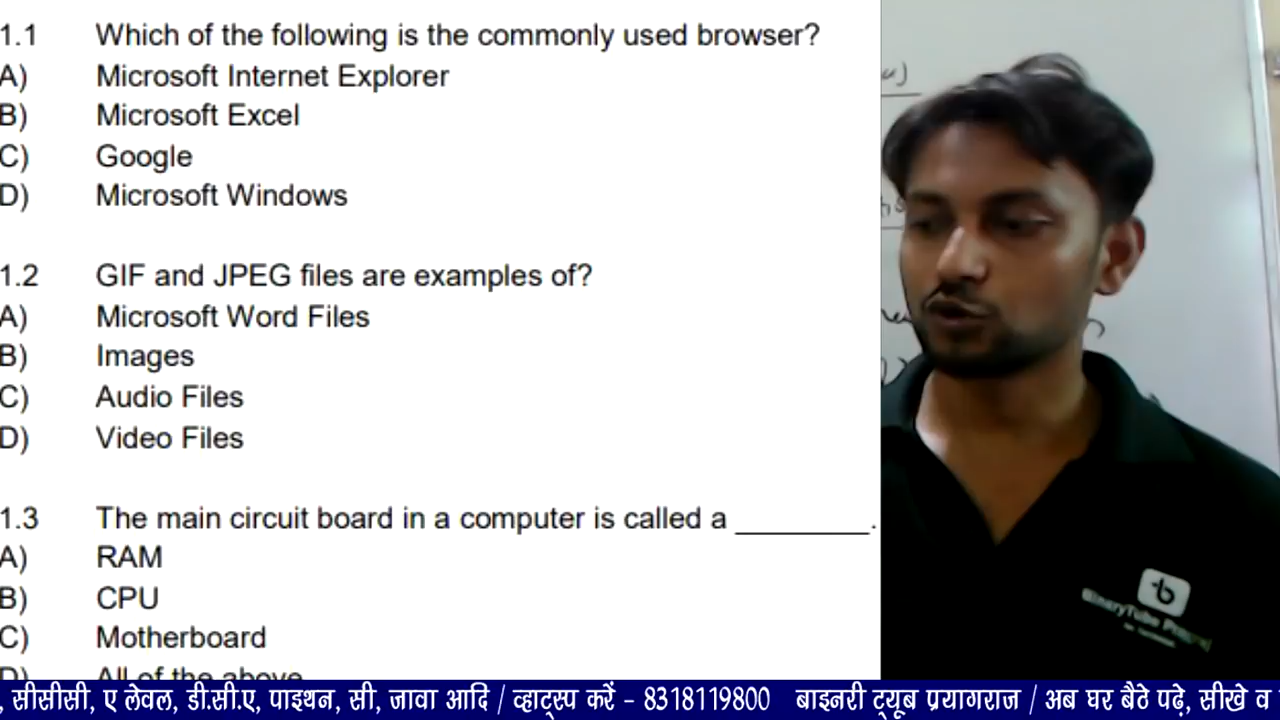 1.1 Which of the following is the commonly used browser?
A) Microsoft Internet Explorer
B) Microsoft Excel
C) Google
D) Microsoft Windows
1.2 GIF and JPEG files are examples of?
A) Microsoft Word Files
B) Images
C) Audio Files
D) Video Files
1.3 The main circuit board in a computer is called a ________.
A) RAM
B) CPU
C) Motherboard
D) All of the above
BinaryTube
, सीसीसी, ए लेवल, डी.सी.ए, पाइथन, सी, जावा आदि / व्हाट्स्प करें - 8318119800 बाइनरी ट्यूब प्रयागराज / अब घर बैठे पढ़े, सीखे व